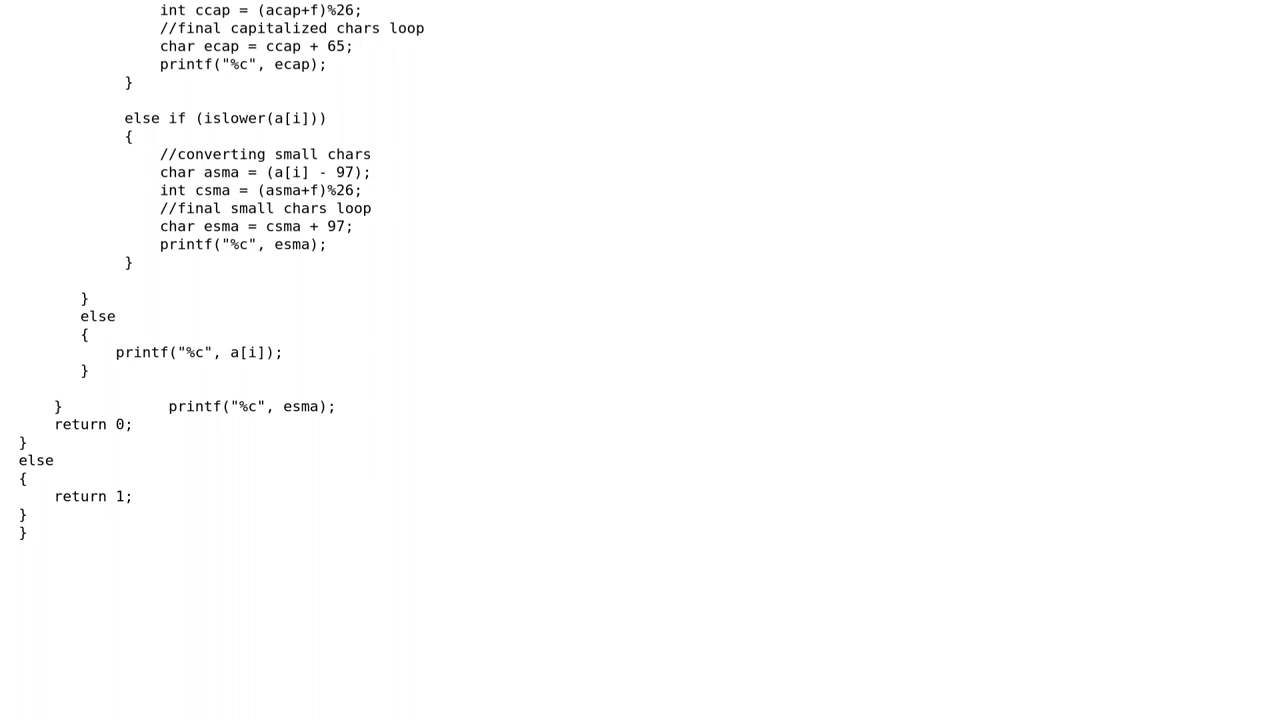 int ccap = (acap+f)%26;
//final capitalized chars loop
char ecap = ccap + 65;
printf("%c", ecap);
}
else if (islower(a[i]))
{
//converting small chars
char asma = (a[i] - 97);
int csma = (asma+f)%26;
//final small chars loop
char esma = csma + 97;
printf("%c", esma);
}
}
else
{
printf("%c", a[i]);
}
} printf("%c", esma);
return 0;
}
else
{
return 1;
}
}